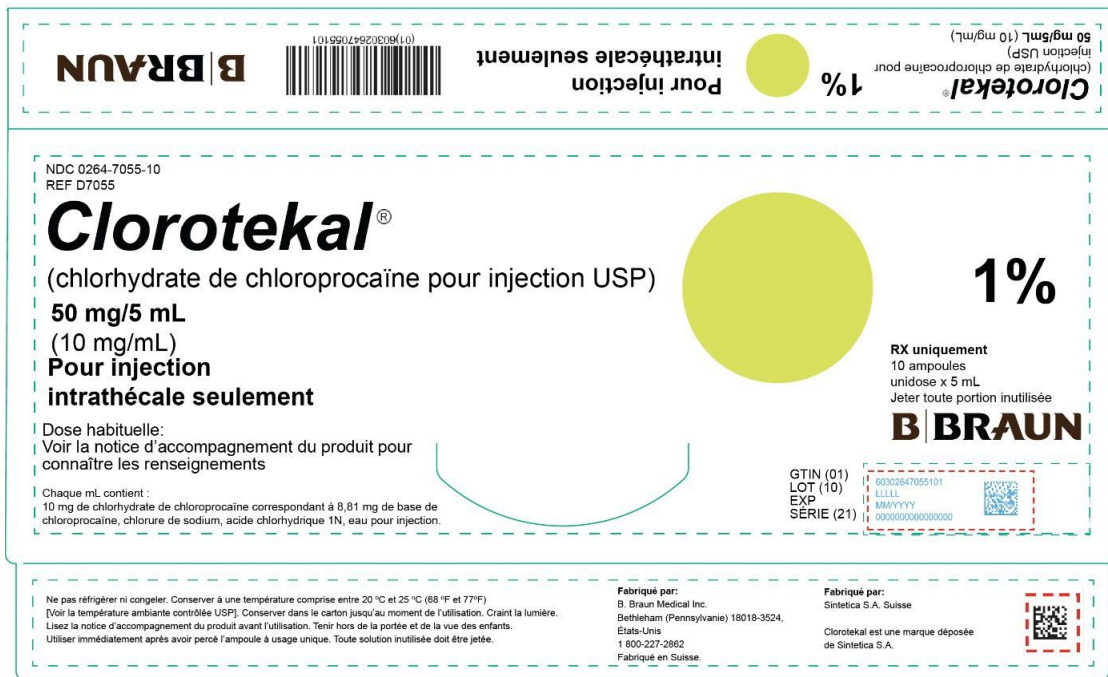 Clorotekal®
(chlorhydrate de chloroprocaïne pour
injection USP)
50 mg/5mL (10 mg/mL)
1%
Pour injection
intrathécale seulement
(01)60302647055101
B|BRAUN
NDC 0264-7055-10
REF D7055
Clorotekal®
(chlorhydrate de chloroprocaïne pour injection USP)
50 mg/5 mL
(10 mg/mL)
Pour injection
intrathécale seulement
1%
RX uniquement
10 ampoules
unidose x 5 mL
Jeter toute portion inutilisée
B|BRAUN
Dose habituelle:
Voir la notice d’accompagnement du produit pour
connaître les renseignements
Chaque mL contient :
10 mg de chlorhydrate de chloroprocaïne correspondant à 8,81 mg de base de
chloroprocaïne, chlorure de sodium, acide chlorhydrique 1N, eau pour injection.
GTIN (01) 60302647055101
LOT (10) LLLLL
EXP MM/YYYY
SÉRIE (21) 0000000000000000
Ne pas réfrigérer ni congeler. Conserver à une température comprise entre 20 ºC et 25 ºC (68 ºF et 77ºF)
[Voir la température ambiante contrôlée USP]. Conserver dans le carton jusqu’au moment de l’utilisation. Craint la lumière.
Lisez la notice d’accompagnement du produit avant l’utilisation. Tenir hors de la portée et de la vue des enfants.
Utiliser immédiatement après avoir percé l’ampoule à usage unique. Toute solution inutilisée doit être jetée.
Fabriqué par:
B. Braun Medical Inc.
Bethleham (Pennsylvanie) 18018-3524,
États-Unis
1 800-227-2862
Fabriqué en Suisse.
Fabriqué par:
Sintetica S.A. Suisse
Clorotekal est une marque déposée
de Sintetica S.A.